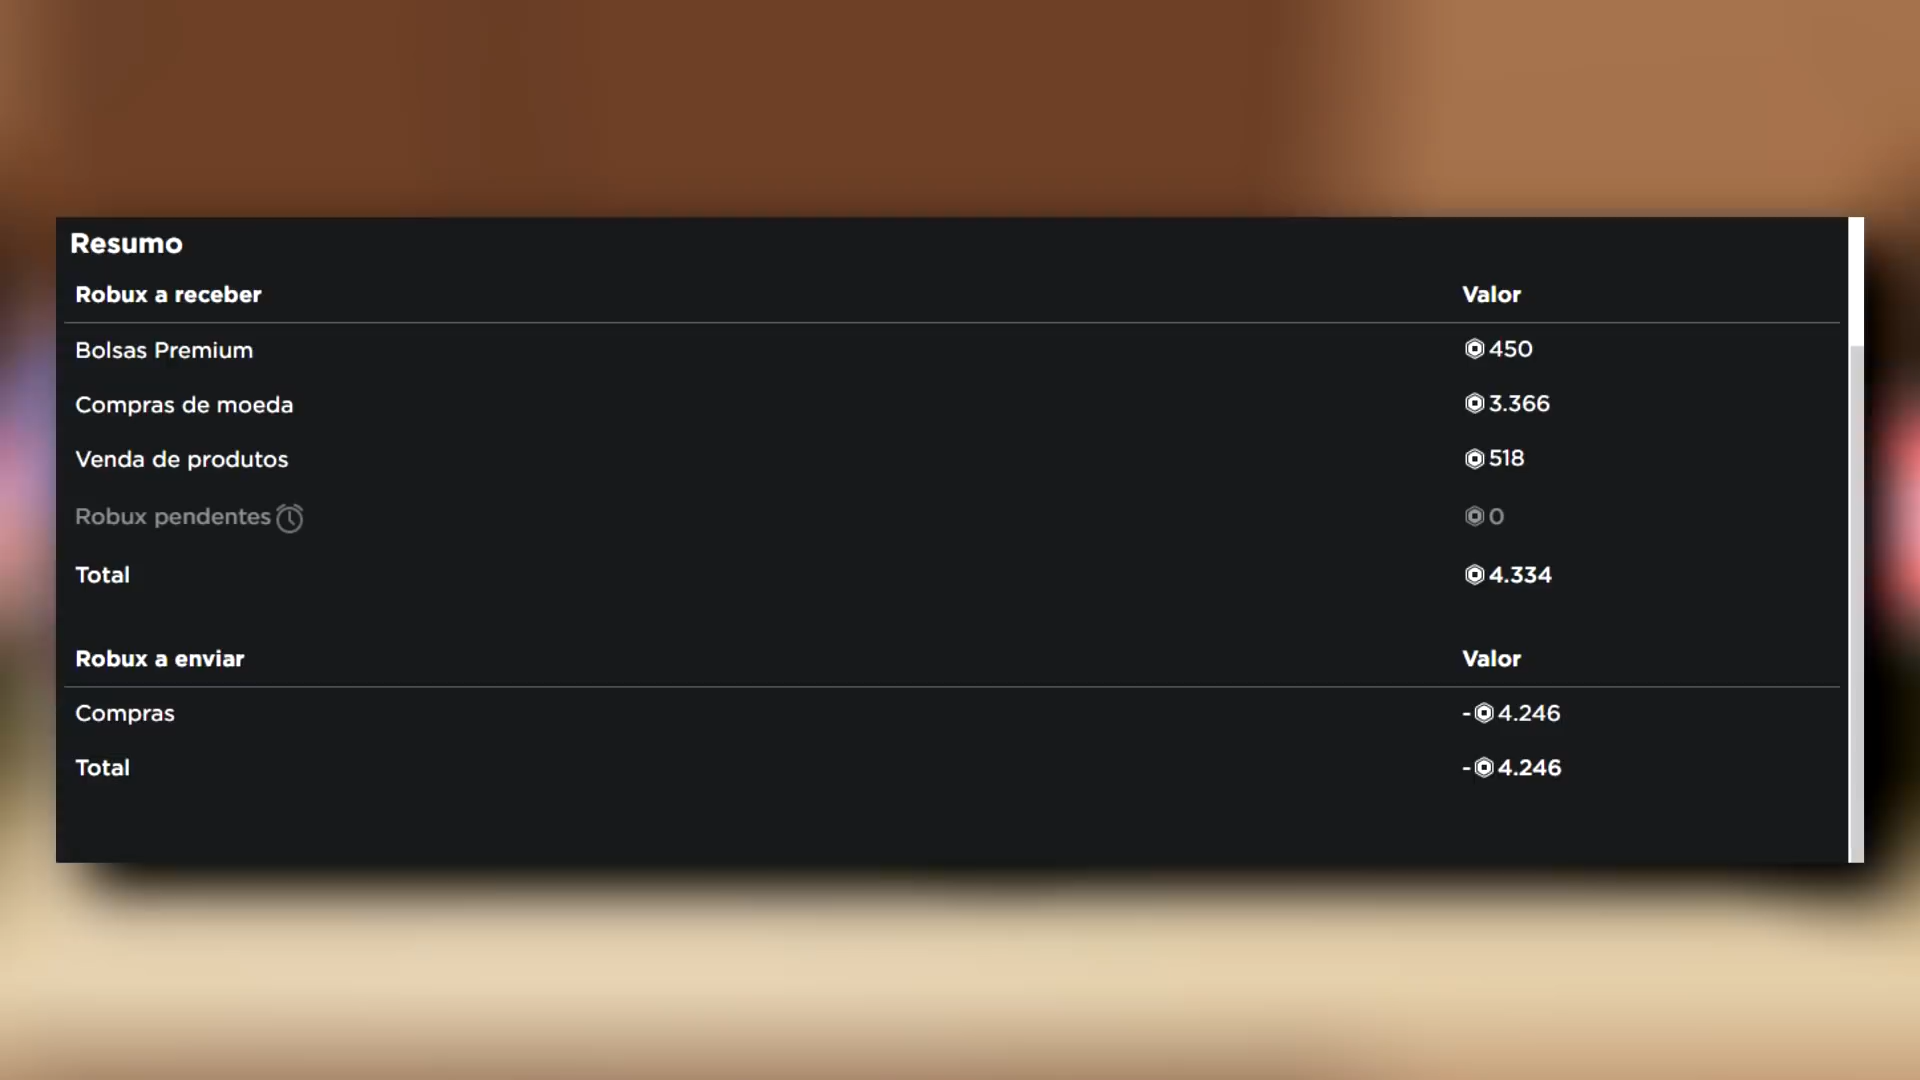 Resumo
Robux a receber Valor
Bolsas Premium 450
Compras de moeda 3.366
Venda de produtos 518
Robux pendentes 0
Total 4.334
Robux a enviar Valor
Compras -4.246
Total -4.246